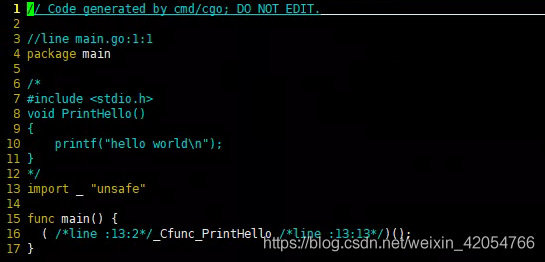 1 // Code generated by cmd/cgo; DO NOT EDIT.
2
3 //line main.go:1:1
4 package main
5
6 /*
7 #include <stdio.h>
8 void PrintHello()
9 {
10     printf("hello world\n");
11 }
12 */
13 import _ "unsafe"
14
15 func main() {
16   ( /*line :13:2*/_Cfunc_PrintHello /*line :13:13*/)();
17 }
https://blog.csdn.net/weixin_42054766